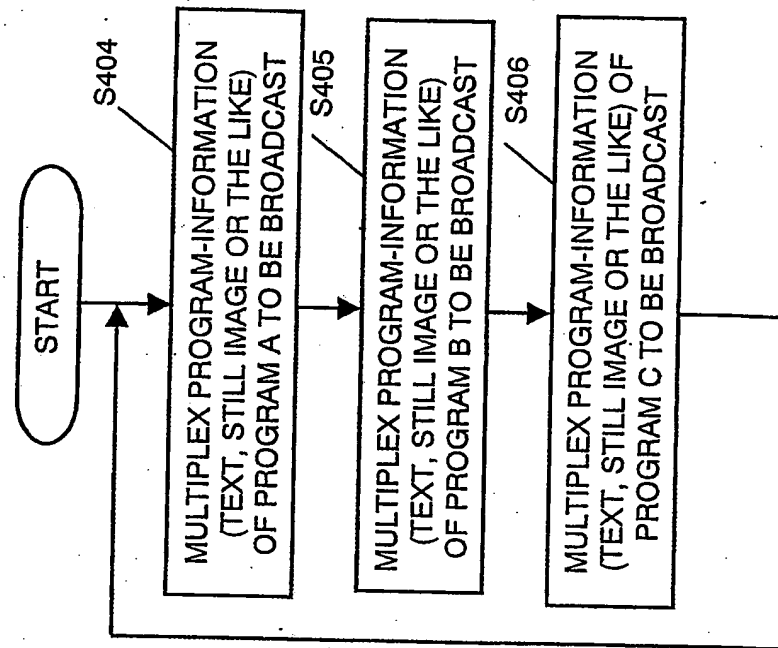 START
S404
MULTIPLEX PROGRAM-INFORMATION
(TEXT, STILL IMAGE OR THE LIKE)
OF PROGRAM A TO BE BROADCAST
S405
MULTIPLEX PROGRAM-INFORMATION
(TEXT, STILL IMAGE OR THE LIKE)
OF PROGRAM B TO BE BROADCAST
S406
MULTIPLEX PROGRAM-INFORMATION
(TEXT, STILL IMAGE OR THE LIKE) OF
PROGRAM C TO BE BROADCAST